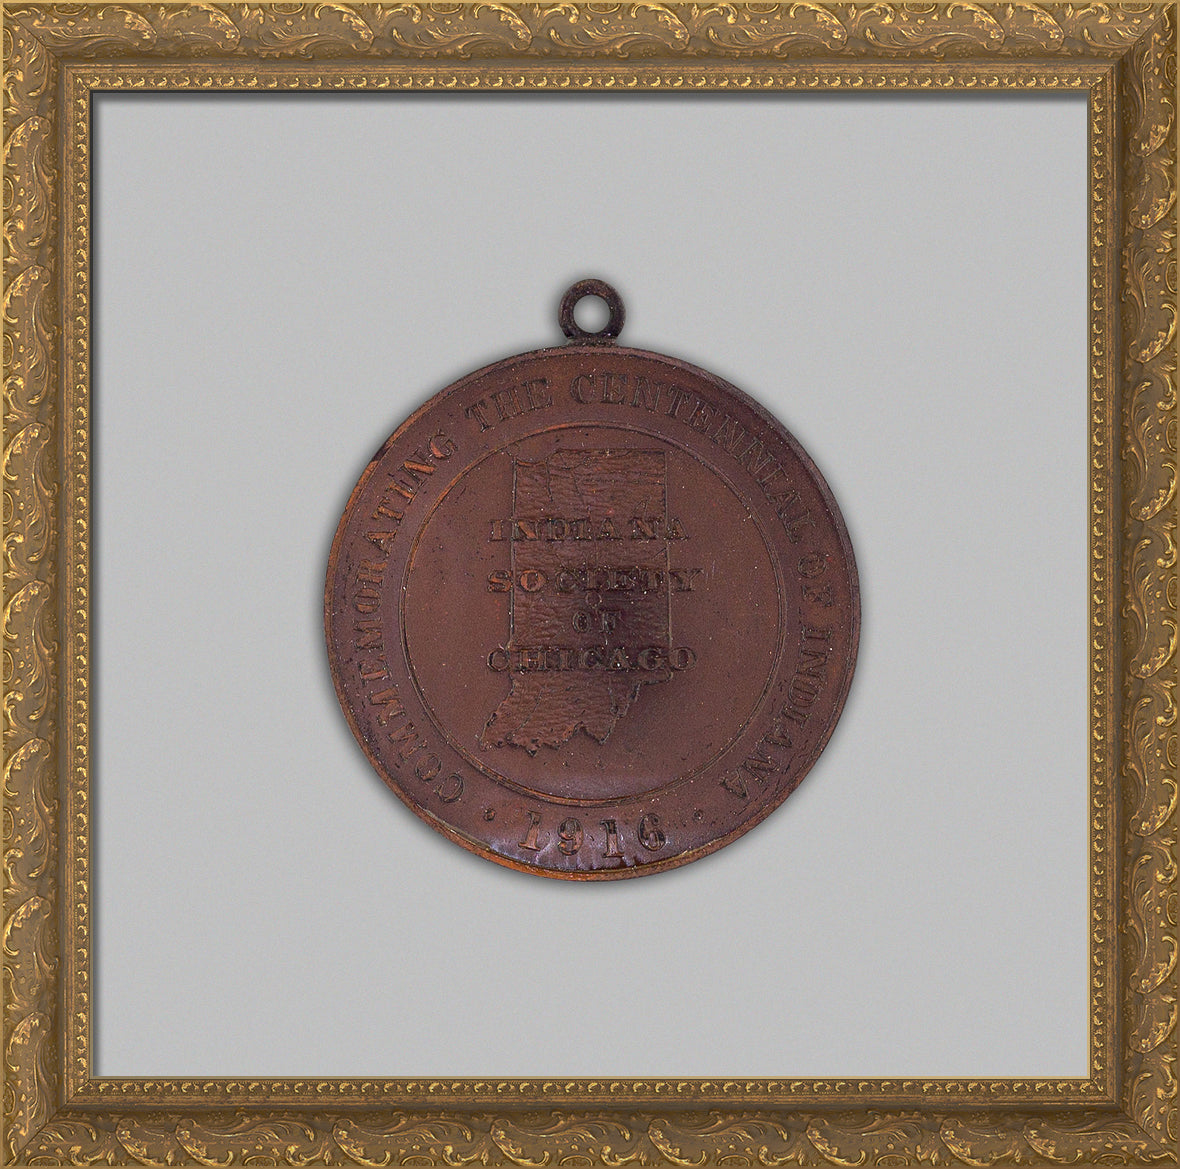 COMMEMORATING THE CENTENNIAL OF INDIANA
INDIANA
SOCIETY
OF
CHICAGO
· 1916 ·